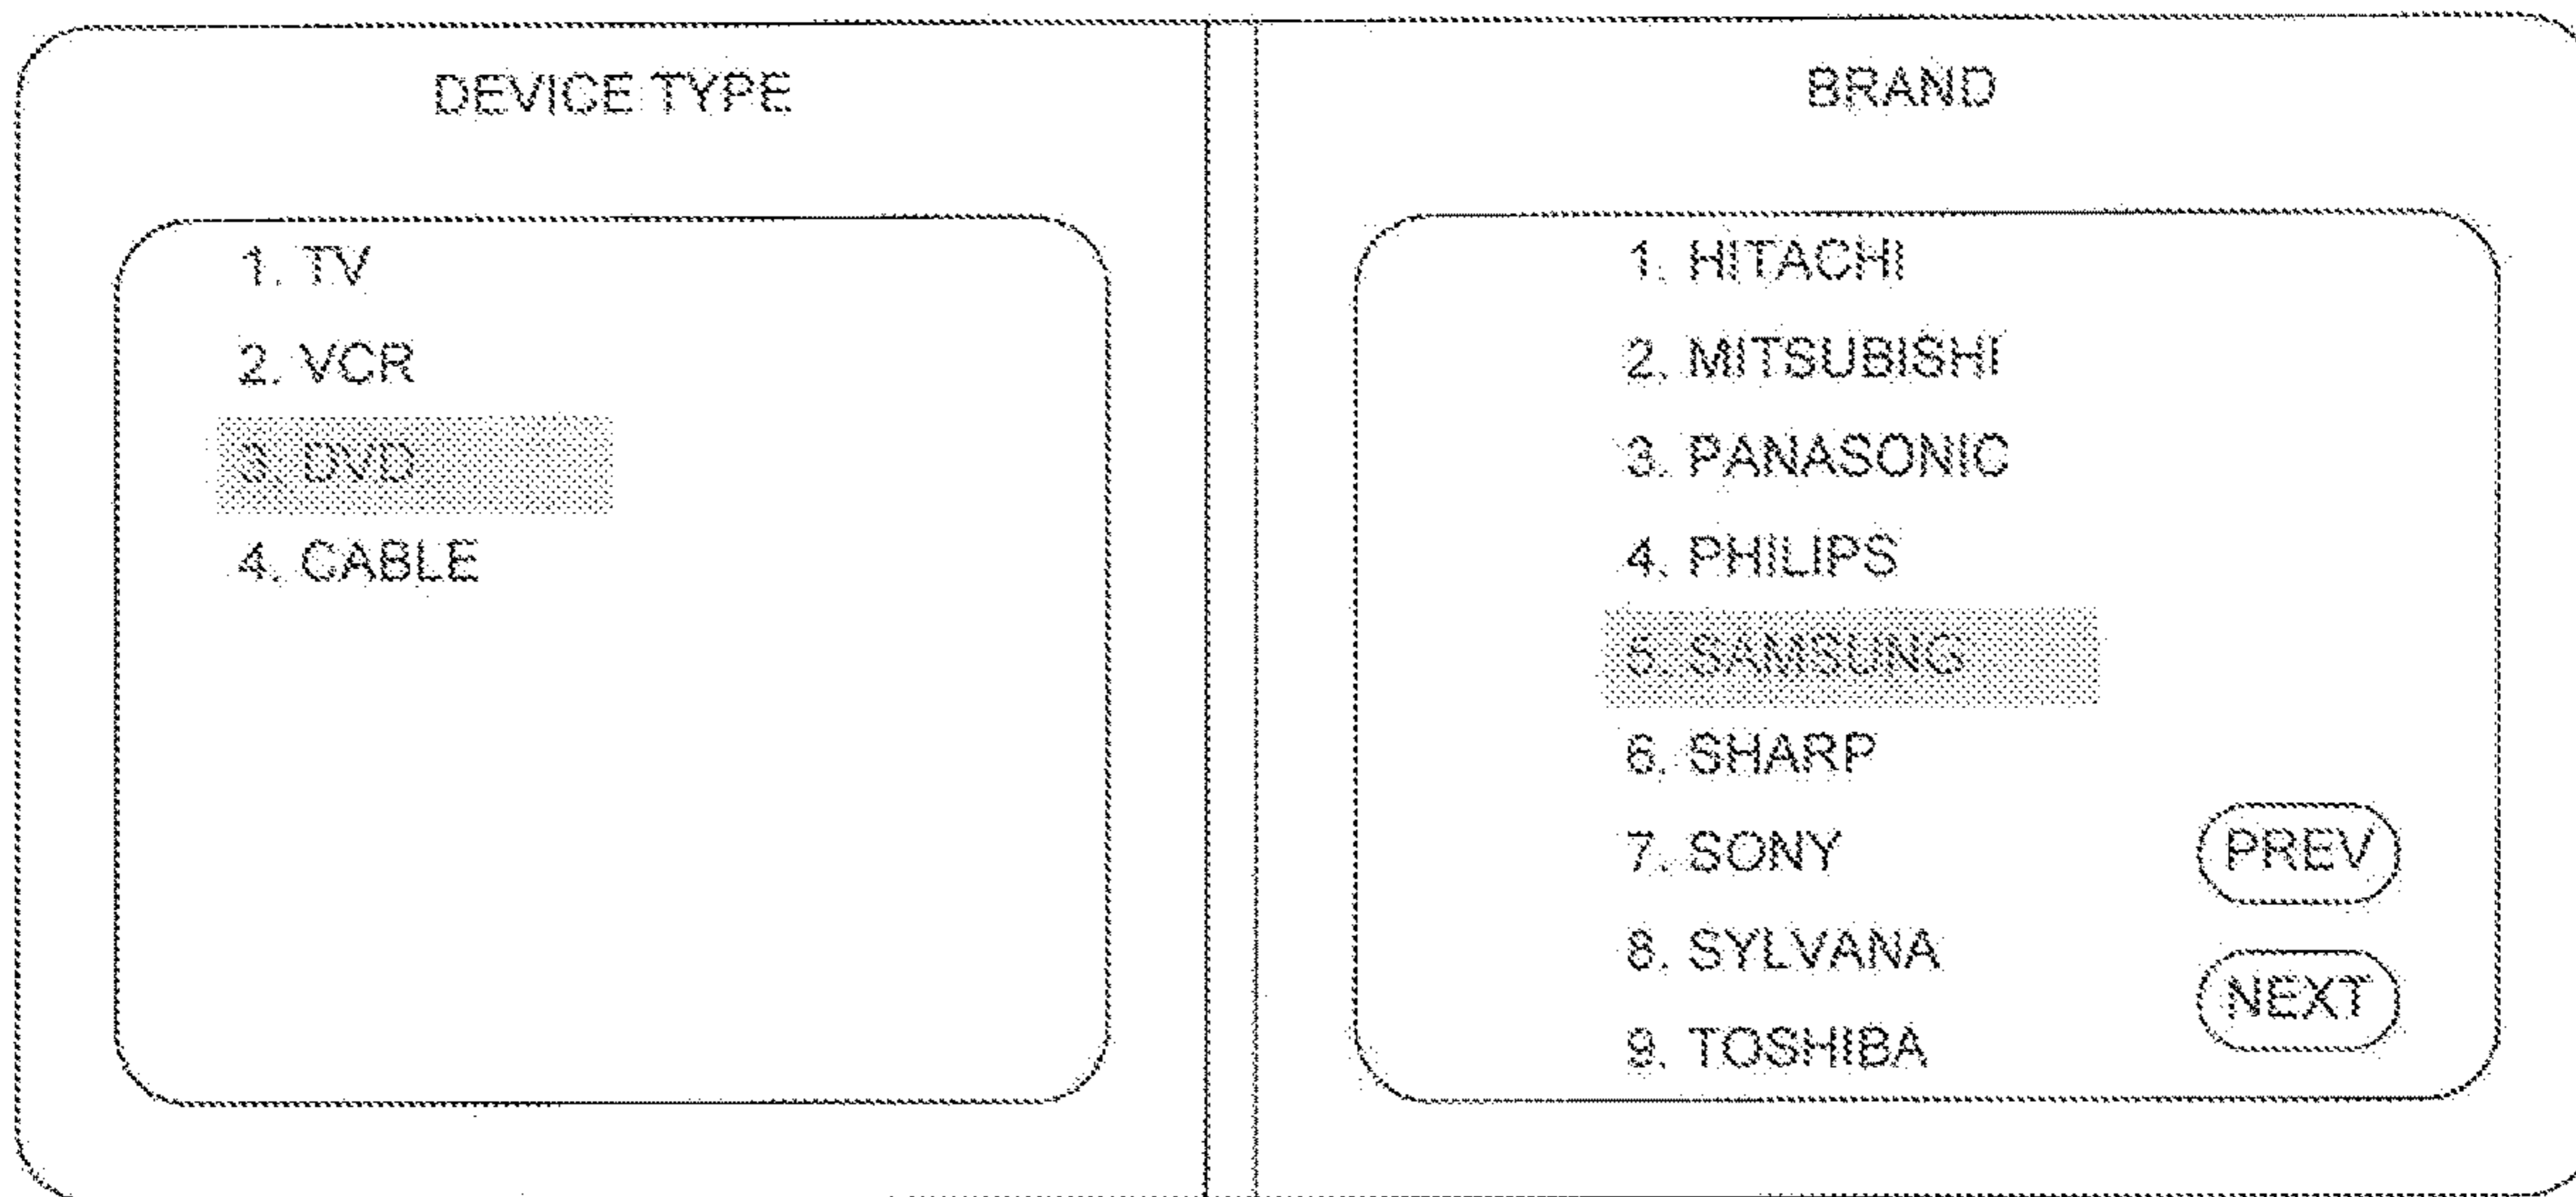 DEVICE TYPE
1. TV
2. VCR
3. DVD
4. CABLE
BRAND
1. HITACHI
2. MITSUBISHI
3. PANASONIC
4. PHILIPS
5. SAMSUNG
6. SHARP
7. SONY
8. SYLVANA
9. TOSHIBA
PREV
NEXT